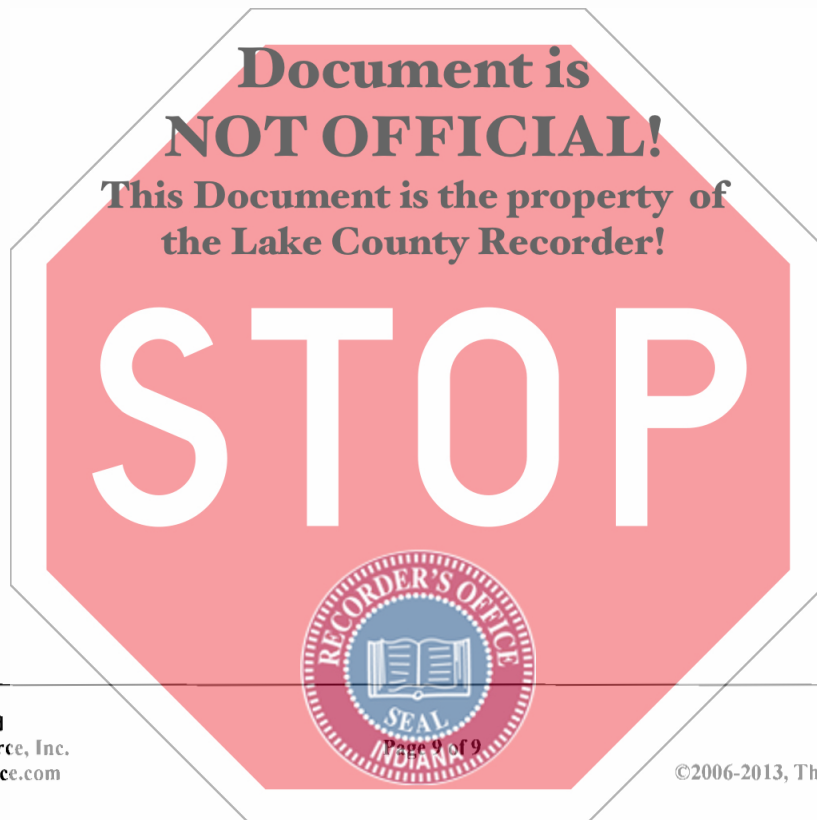 Document is
NOT OFFICIAL!
This Document is the property of
the Lake County Recorder!
STOP
RECORDER'S OFFICE
SEAL
INDIANA
Page 9 of 9
Inc.
ce.com
©2006-2013, Th